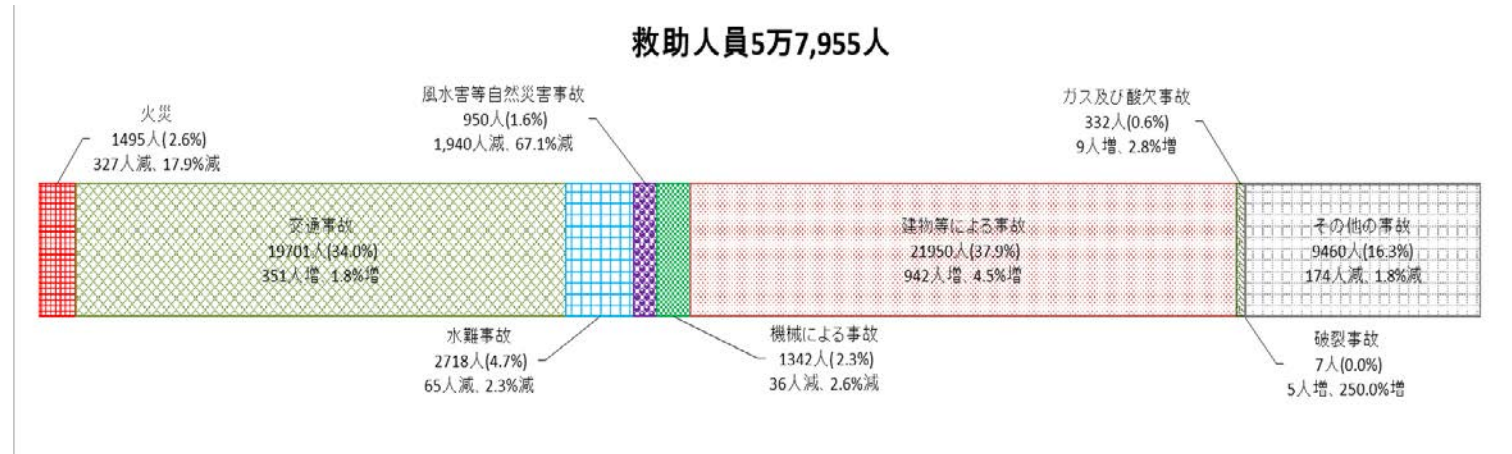 救助人員5万7,955人
火災
1495人(2.6%)
327人減、17.9%減
風水害等自然災害事故
950人(1.6%)
1,940人減、67.1%減
ガス及び酸欠事故
332人(0.6%)
9人増、2.8%増
交通事故
19701人(34.0%)
351人増、1.8%増
建物等による事故
21950人(37.9%)
942人増、4.5%増
その他の事故
9460人(16.3%)
174人減、1.8%減
水難事故
2718人(4.7%)
65人減、2.3%減
機械による事故
1342人(2.3%)
36人減、2.6%減
破裂事故
7人(0.0%)
5人増、250.0%増